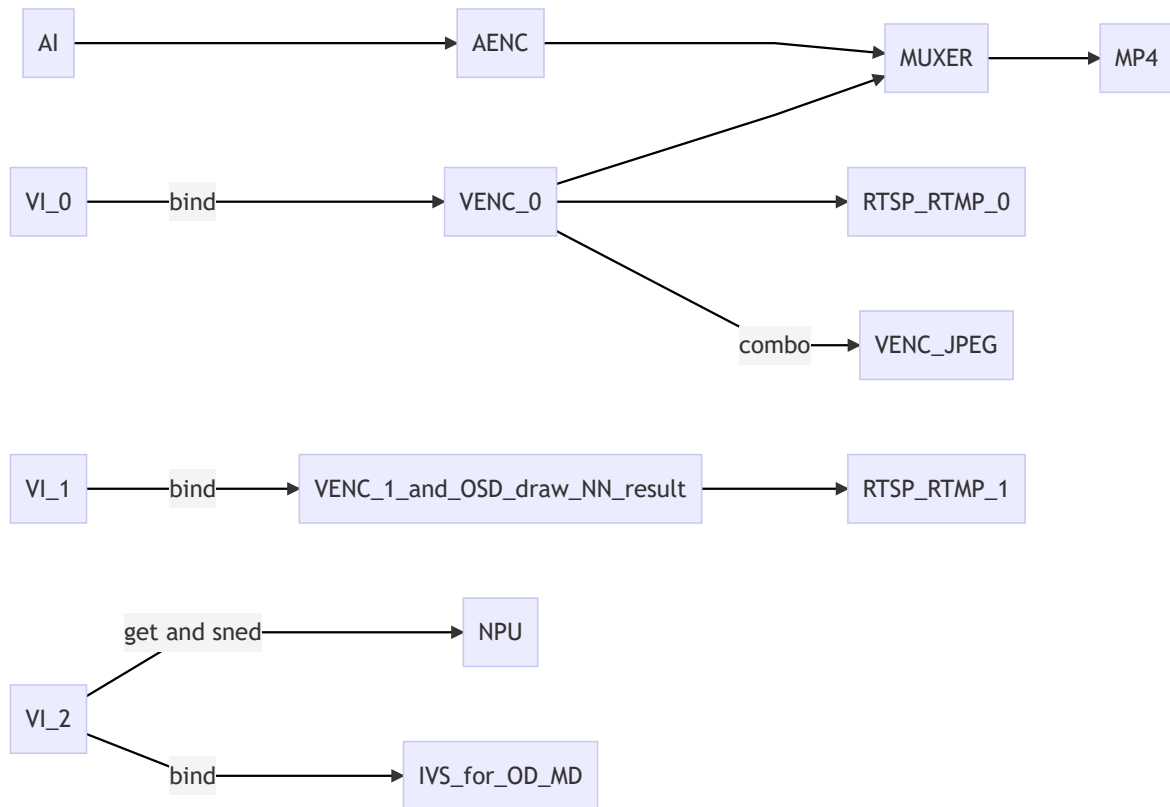 AI
AENC
MUXER
MP4
VI_0
bind
VENC_0
RTSP_RTMP_0
combo
VENC_JPEG
VI_1
bind
VENC_1_and_OSD_draw_NN_result
RTSP_RTMP_1
get and sned
NPU
VI_2
bind
IVS_for_OD_MD